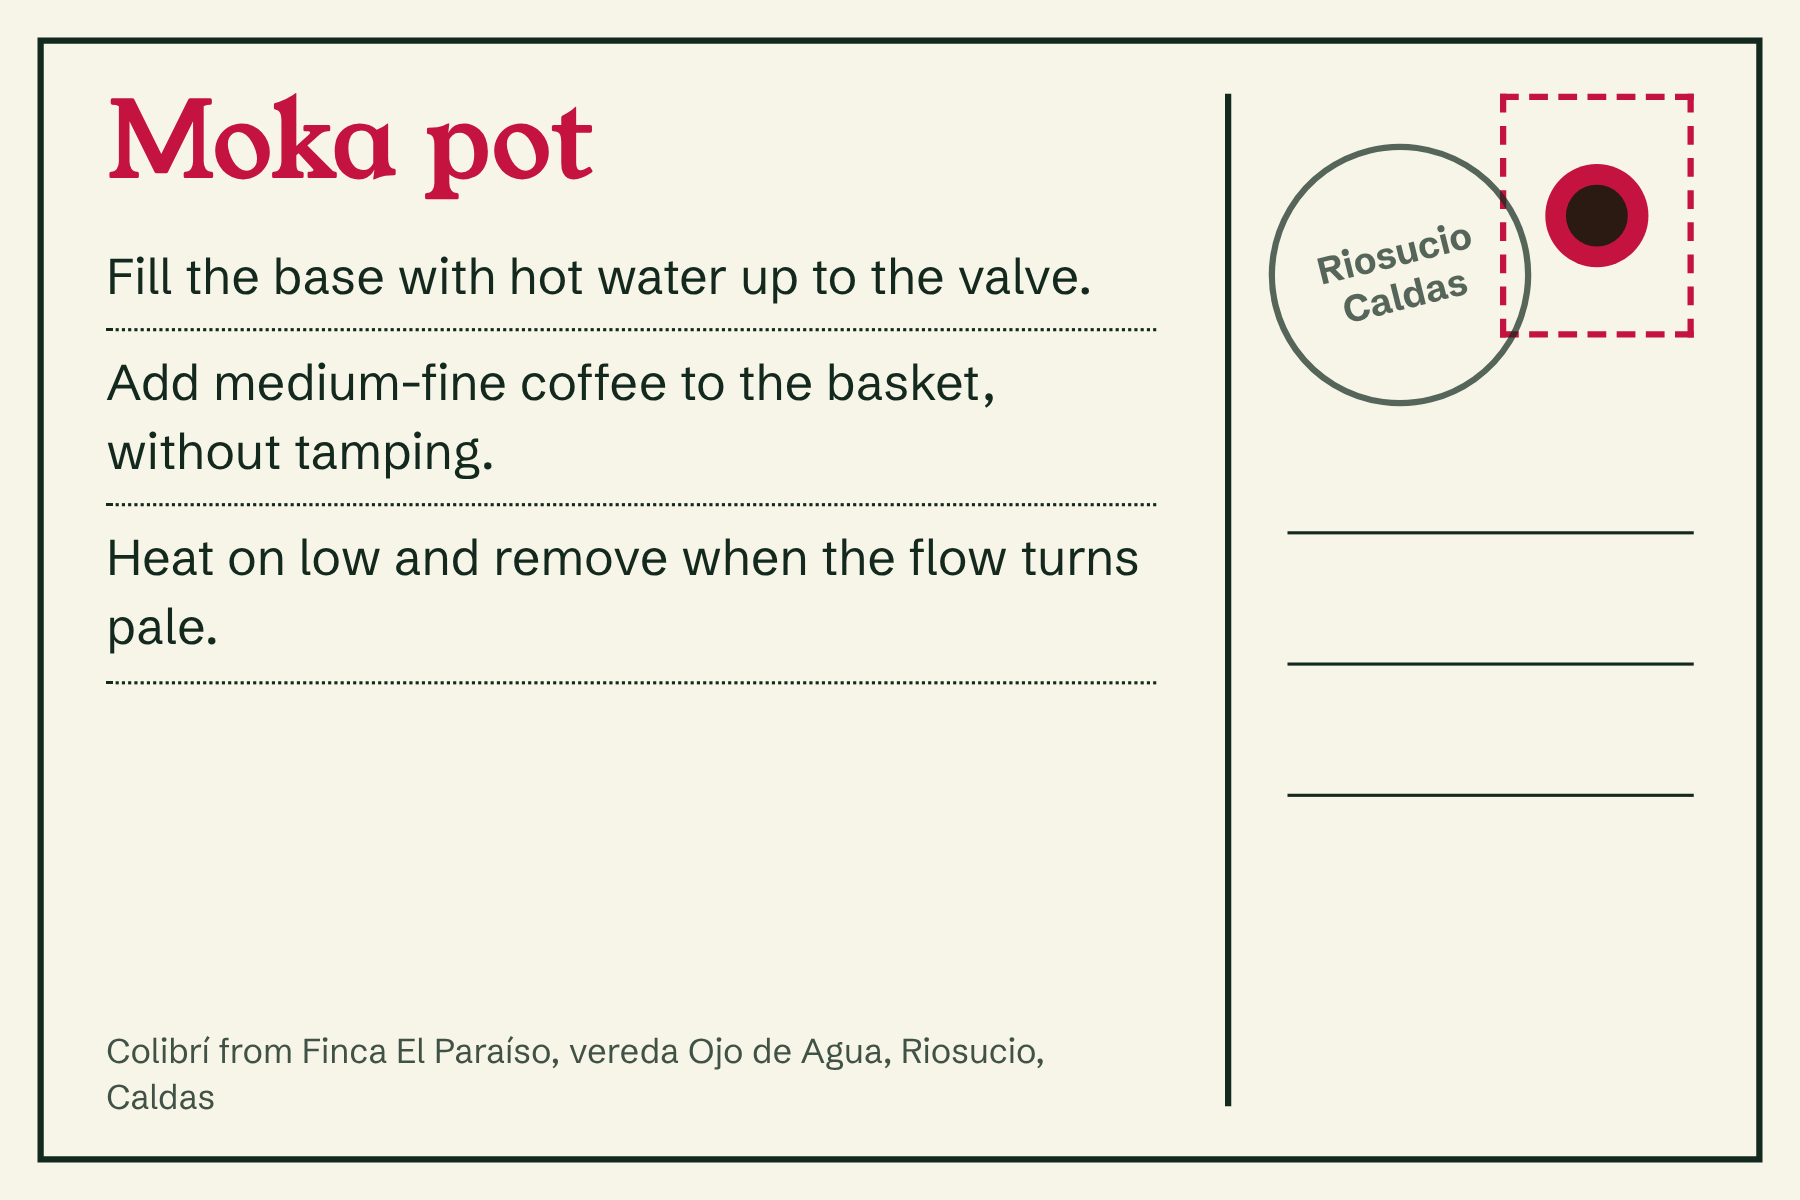 Moka pot
Fill the base with hot water up to the valve.
Add medium-fine coffee to the basket,
without tamping.
Heat on low and remove when the flow turns
pale.
Colibrí from Finca El Paraíso, vereda Ojo de Agua, Riosucio,
Caldas
Riosucio
Caldas